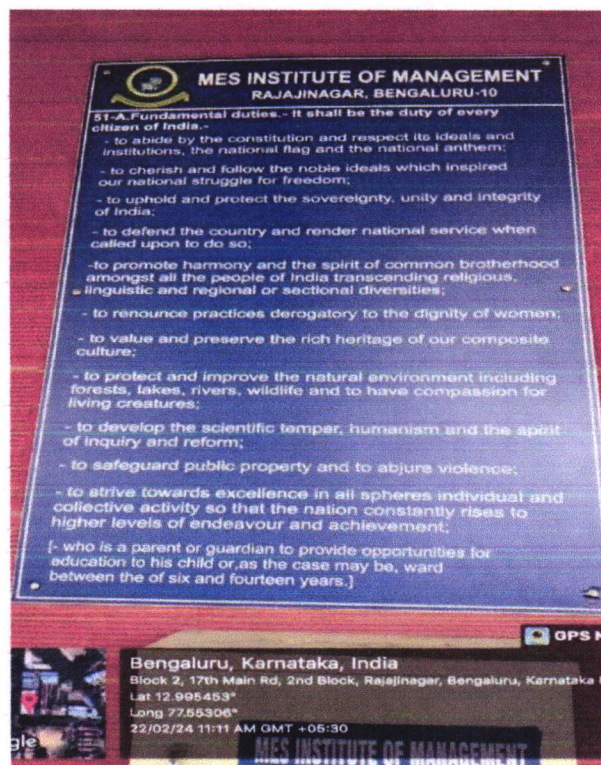 MES INSTITUTE OF MANAGEMENT
RAJAJINAGAR, BENGALURU-10
51-A.Fundamental duties.- It shall be the duty of every
citizen of India.-
- to abide by the constitution and respect its ideals and
institutions, the national flag and the national anthem;
- to cherish and follow the noble ideals which inspired
our national struggle for freedom;
- to uphold and protect the sovereignty, unity and integrity
of India;
- to defend the country and render national service when
called upon to do so;
-to promote harmony and the spirit of common brotherhood
amongst all the people of India transcending religious,
linguistic and regional or sectional diversities;
- to renounce practices derogatory to the dignity of women;
- to value and preserve the rich heritage of our composite
culture;
- to protect and improve the natural environment including
forests, lakes, rivers, wildlife and to have compassion for
living creatures;
- to develop the scientific temper, humanism and the spirit
of inquiry and reform;
- to safeguard public property and to abjure violence;
- to strive towards excellence in all spheres individual and
collective activity so that the nation constantly rises to
higher levels of endeavour and achievement;
[- who is a parent or guardian to provide opportunities for
education to his child or,as the case may be, ward
between the of six and fourteen years.]
GPS
Bengaluru, Karnataka, India
Block 2, 17th Main Rd, 2nd Block, Rajajinagar, Bengaluru, Karnataka
Lat 12.995453°
Long 77.55306°
22/02/24 11:11 AM GMT +05:30
gle
MES INSTITUTE OF MANAGEMENT